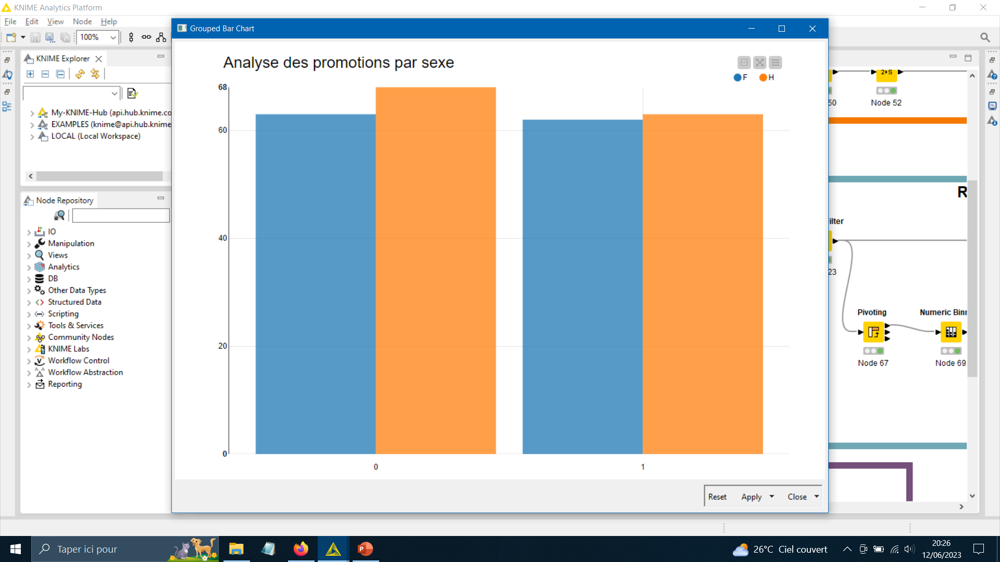 KNIME Analytics Platform
File Edit View Node Help
100%
Grouped Bar Chart
KNIME Explorer
My-KNIME-Hub (api.hub.knime.co
EXAMPLES (knime@api.hub.knime
LOCAL (Local Workspace)
Node Repository
IO
Manipulation
Views
Analytics
DB
Other Data Types
Structured Data
Scripting
Tools & Services
Community Nodes
KNIME Labs
Workflow Control
Workflow Abstraction
Reporting
Analyse des promotions par sexe
F H
68
60
40
20
0
0 1
Reset Apply Close
2 S
50 Node 52
R
ilter
23
Pivoting Numeric Binn
Node 67 Node 69
Taper ici pour
26°C Ciel couvert
20:26
12/06/2023